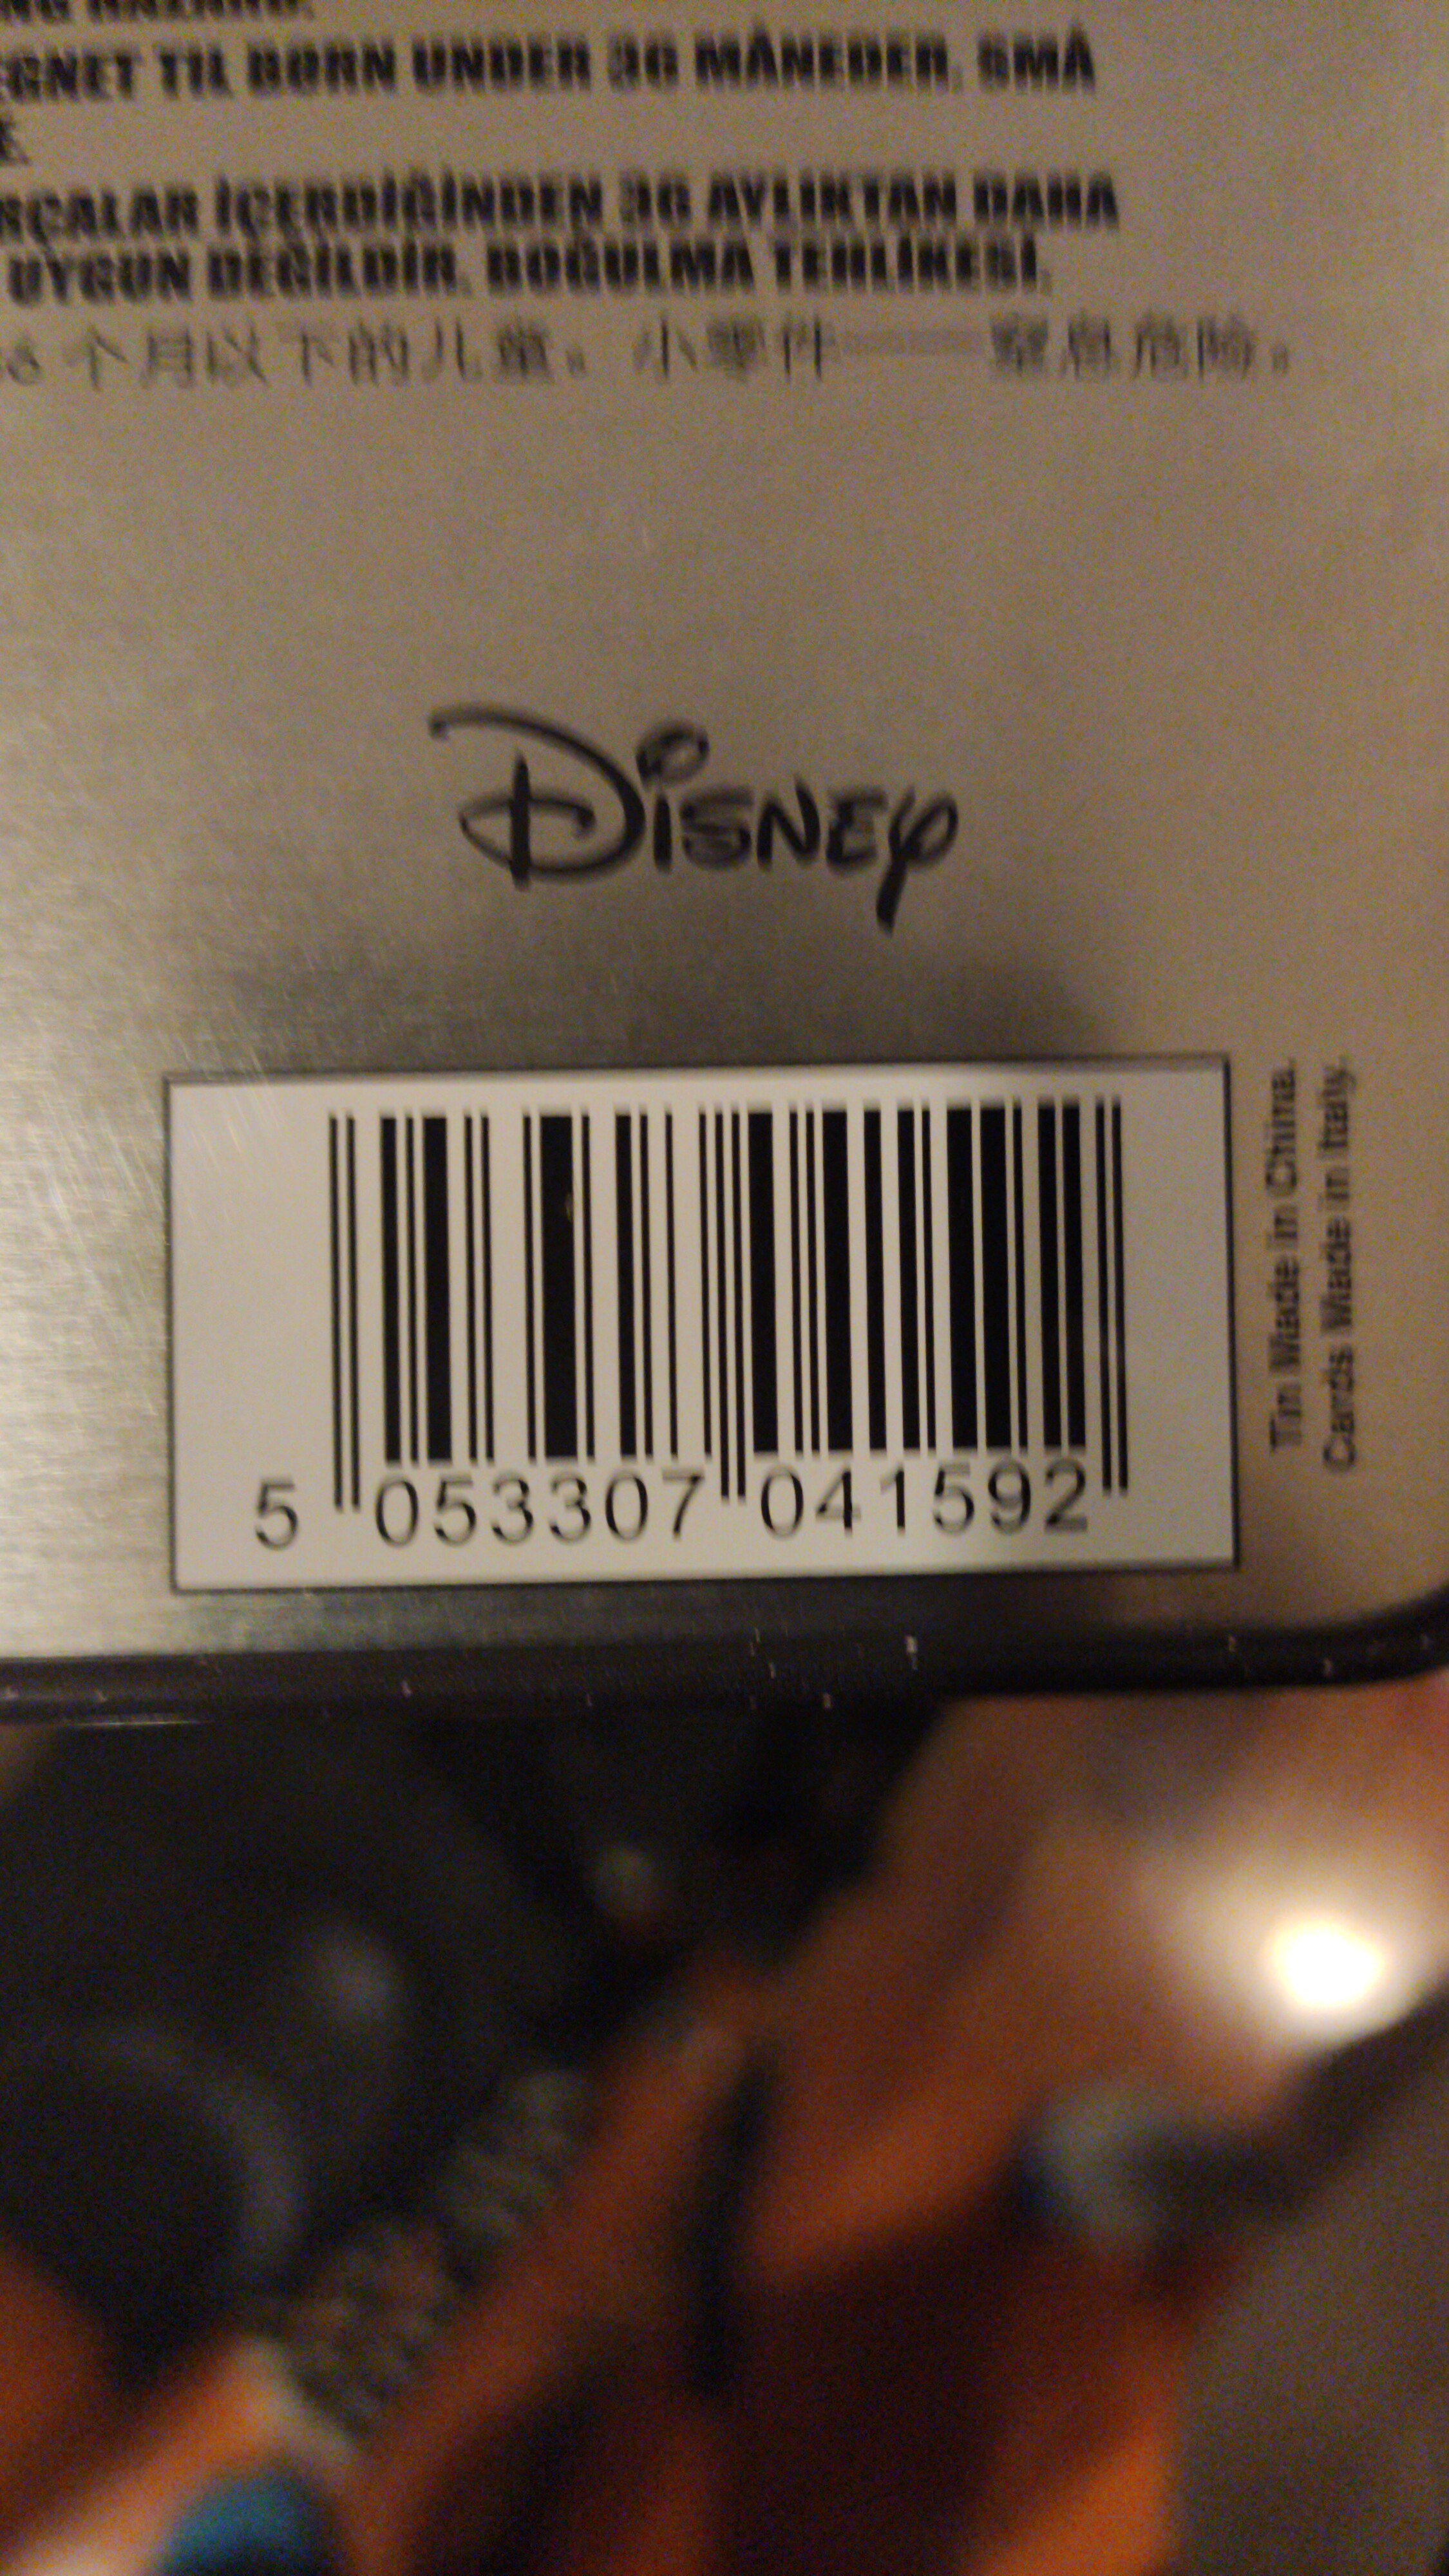 EGNET TIL BØRN UNDER 36 MÅNEDER. SMÅ
RÇALAR İÇERDİĞİNDEN 36 AYLIKTAN DAHA
UYGUN DEĞİLDİR. BOĞULMA TEHLİKESİ.
36 个月以下的儿童。小零件——窒息危险。
Disney
5 053307 041592
Tin Made in China.
Cards Made in Italy.